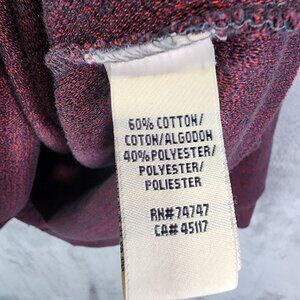 60% COTTON/
COTON/ALGODON
40% POLYESTER/
POLYESTER/
POLIESTER
RN#74747
CA#45117